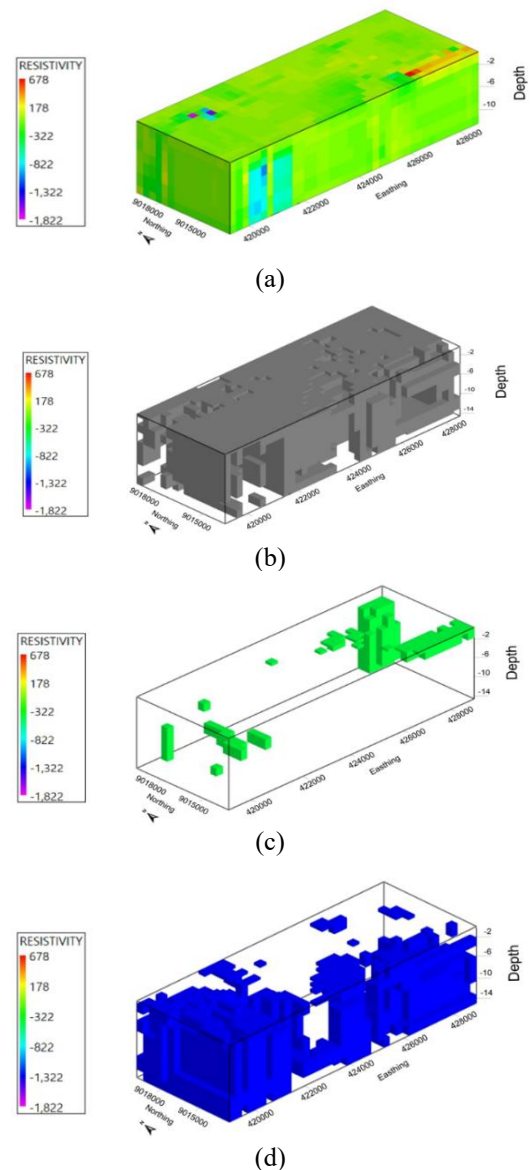 RESISTIVITY
678
178
-322
-822
-1,322
-1,822
-2
-6
-10
Depth
428000
426000
424000
422000
420000
Easthing
9018000
9015000
Northing
z
(a)
RESISTIVITY
678
178
-322
-822
-1,322
-1,822
-2
-6
-10
-14
Depth
428000
426000
424000
422000
420000
Easthing
9018000
9015000
Northing
z
(b)
RESISTIVITY
678
178
-322
-822
-1,322
-1,822
-2
-6
-10
-14
Depth
428000
426000
424000
422000
420000
Easthing
9018000
9015000
Northing
z
(c)
RESISTIVITY
678
178
-322
-822
-1,322
-1,822
-2
-6
-10
-14
Depth
428000
426000
424000
422000
420000
Easthing
9018000
9015000
Northing
z
(d)